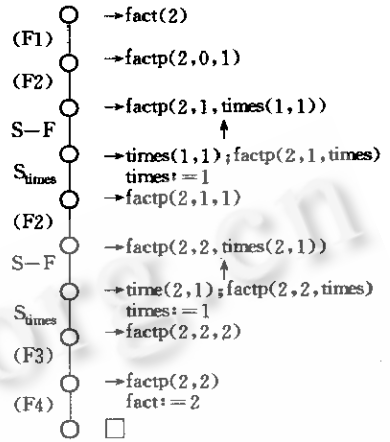 →fact(2)
(F1)
→factp(2,0,1)
(F2)
→factp(2,1,times(1,1))
S-F
→times(1,1);factp(2,1,times)
times:=1
S_times
→factp(2,1,1)
(F2)
→factp(2,2,times(2,1))
S-F
→time(2,1);factp(2,2,times)
times:=1
S_times
→factp(2,2,2)
(F3)
→factp(2,2)
fact:=2
(F4)
org.cn